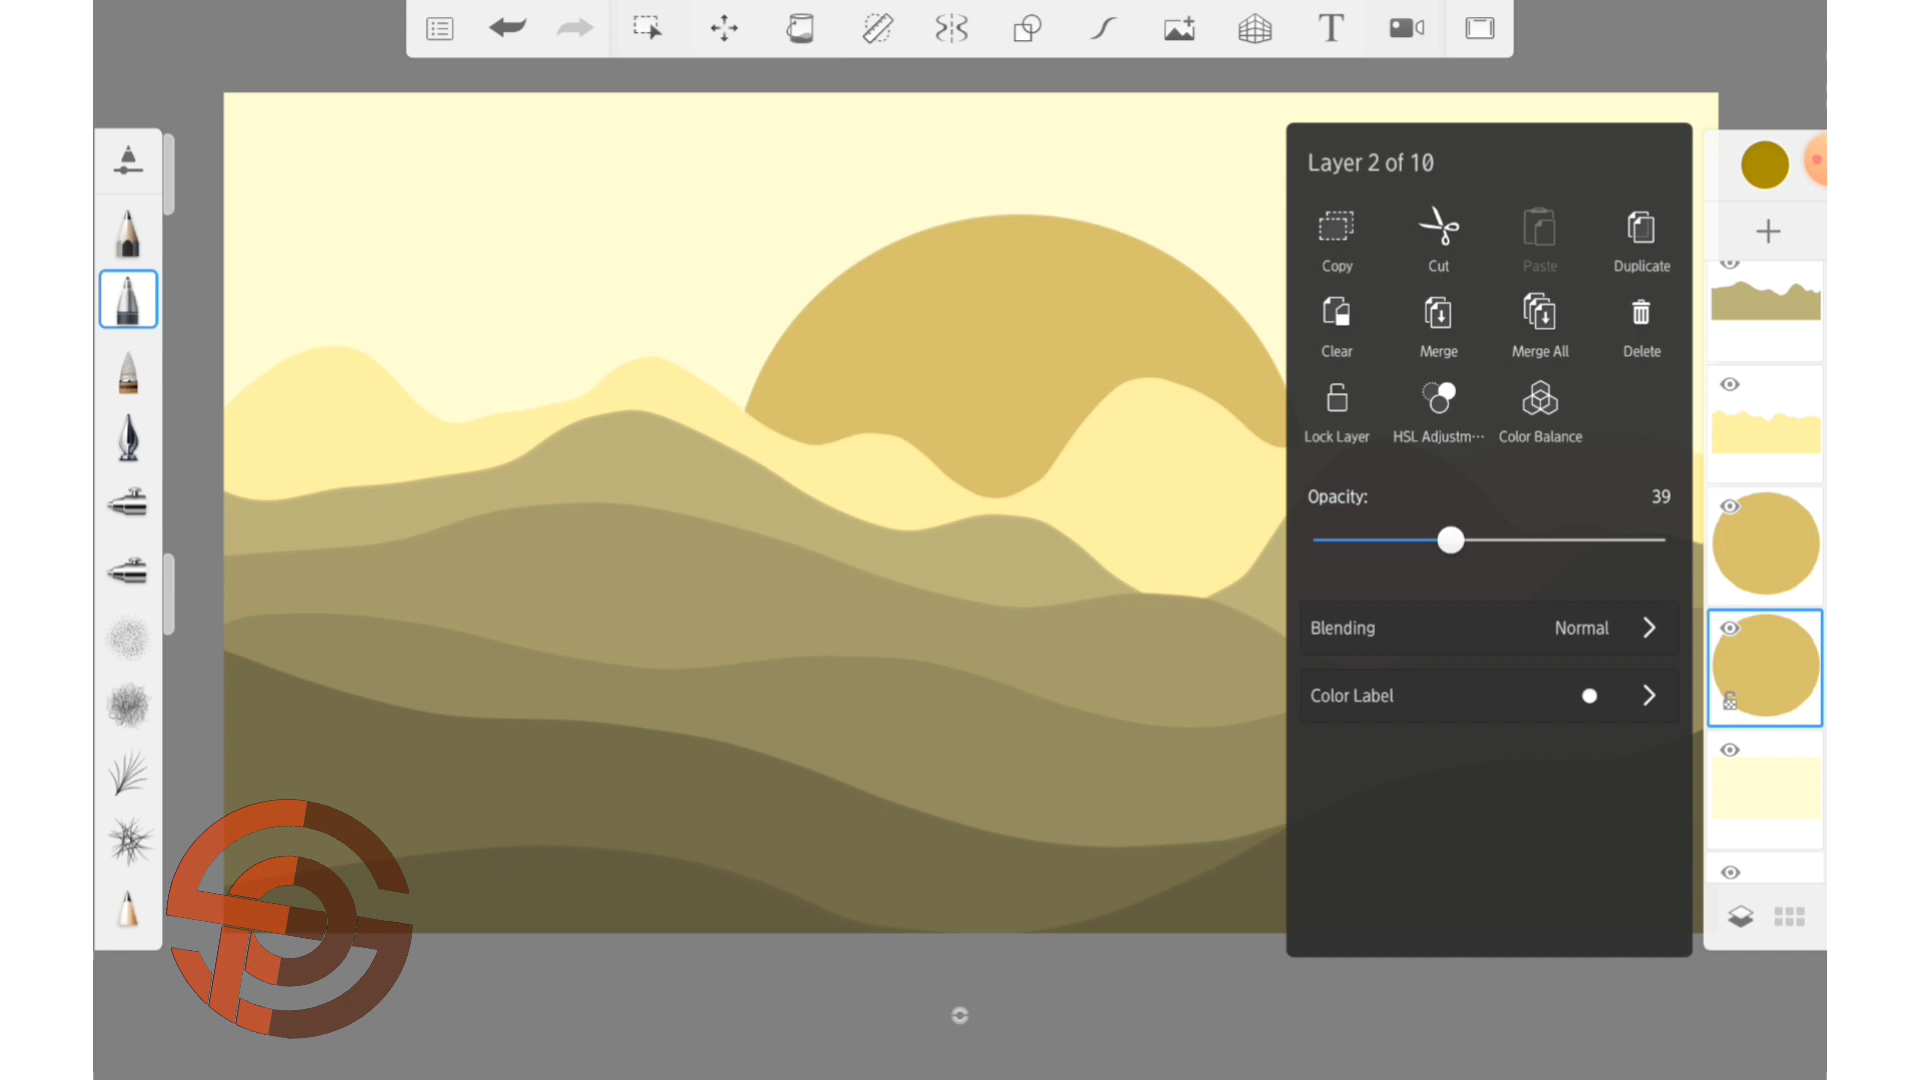 T
Layer 2 of 10
Copy
Cut
Paste
Duplicate
Clear
Merge
Merge All
Delete
Lock Layer
HSL Adjustm···
Color Balance
Opacity: 39
Blending Normal
Color Label